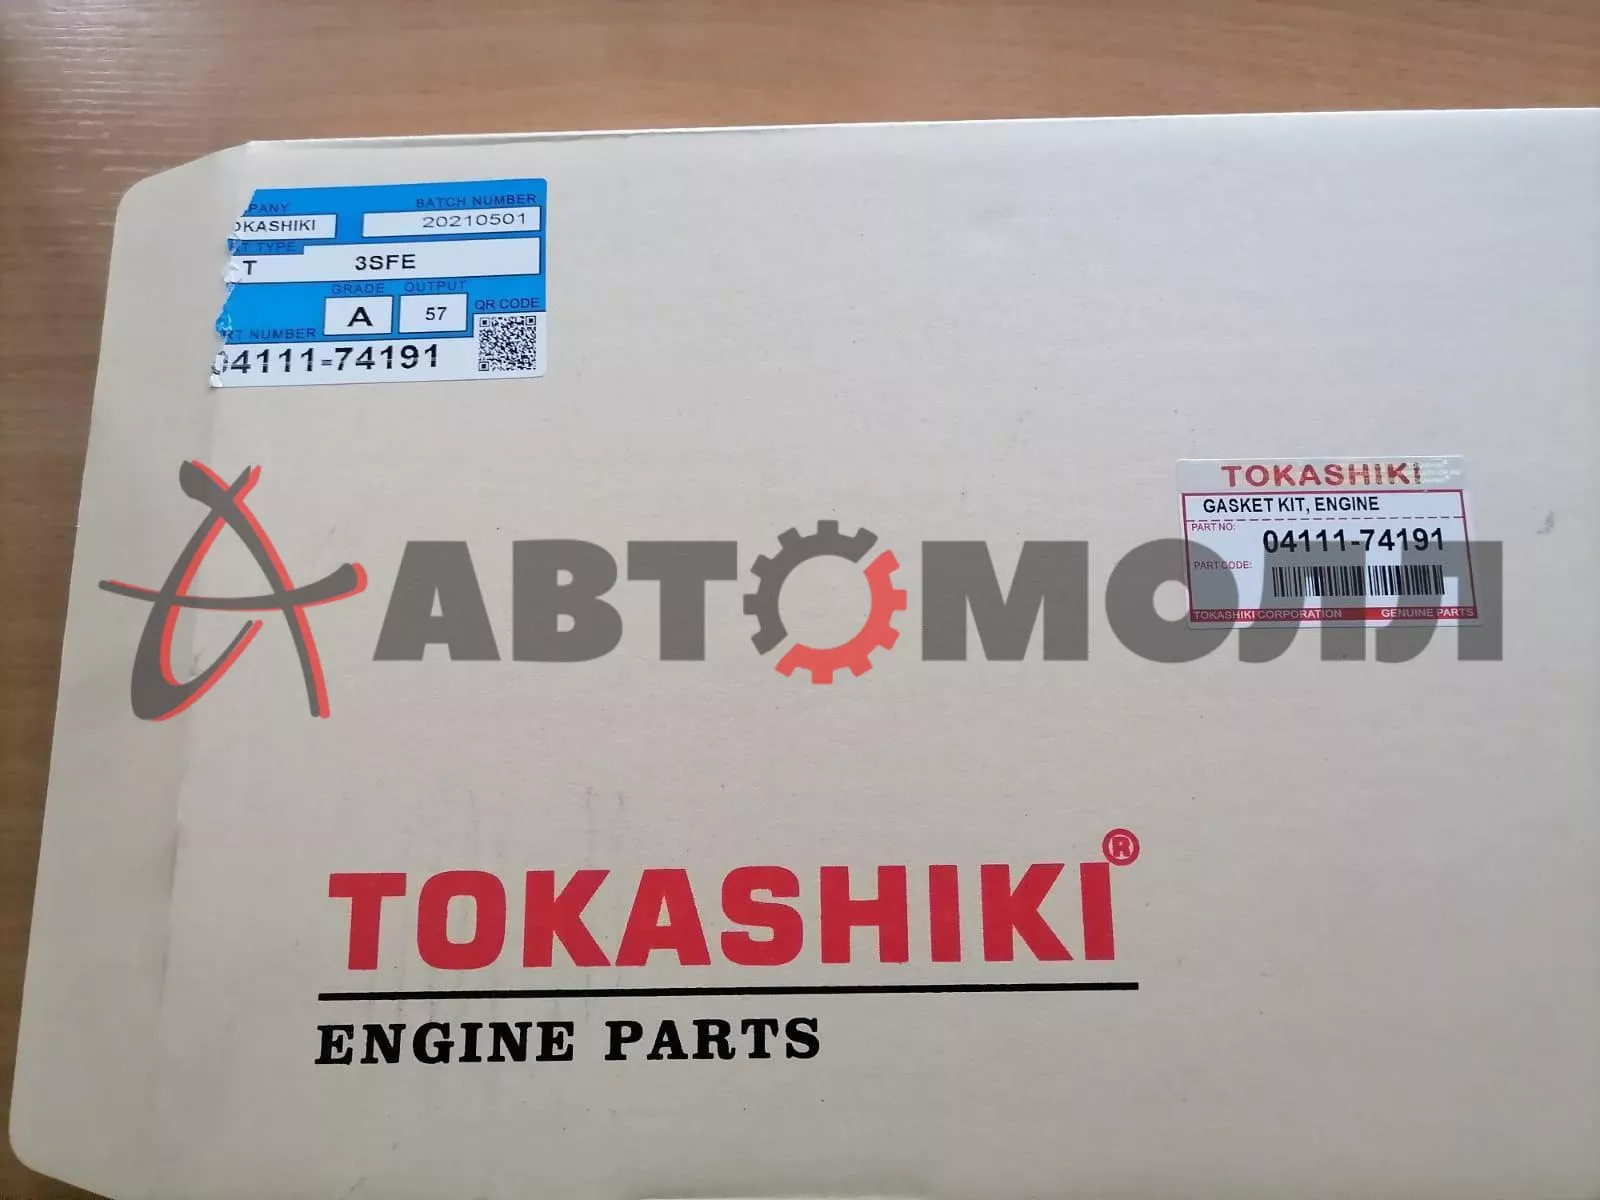 PANY
BATCH NUMBER
OKASHIKI
20210501
T TYPE
T
3SFE
GRADE
OUTPUT
A
57
QR CODE
RT NUMBER
04111-74191
TOKASHIKI
GASKET KIT, ENGINE
PART NO:
04111-74191
PART CODE:
TOKASHIKI CORPORATION
GENUINE PARTS
АВТОМОЛЛ
TOKASHIKI®
ENGINE PARTS